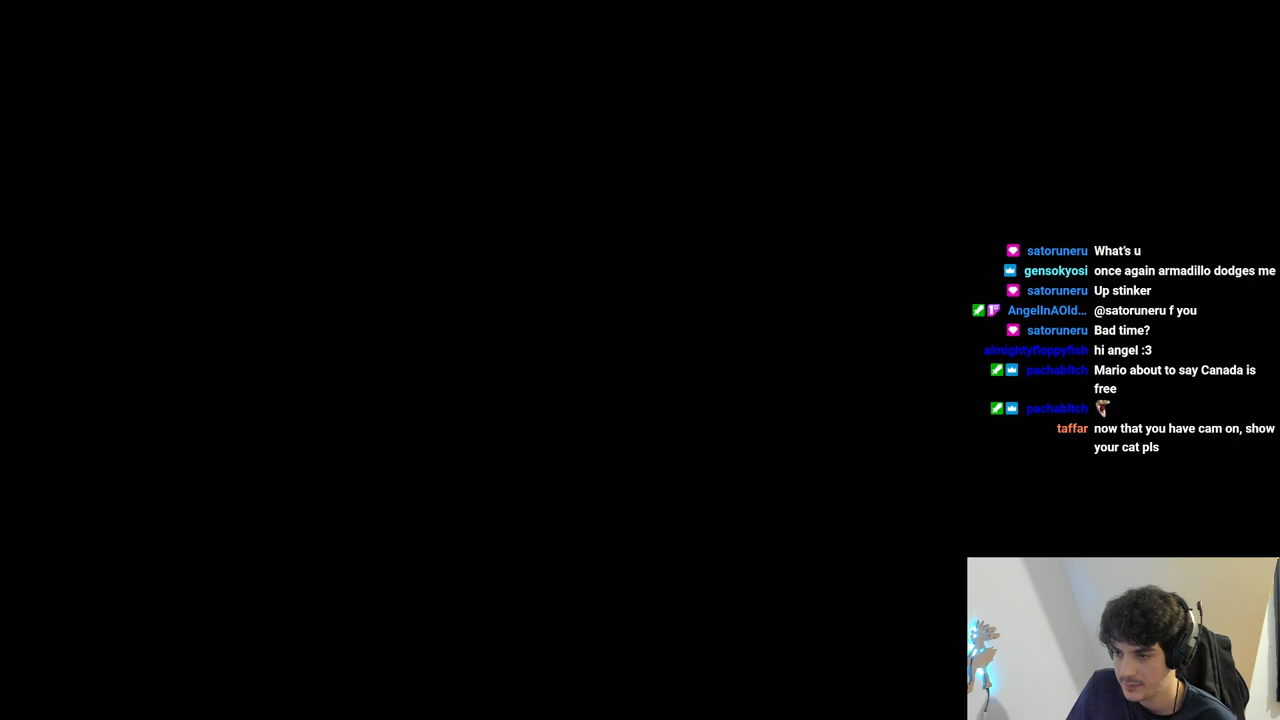 satoruneru What's u
gensokyosi once again armadillo dodges me
satoruneru Up stinker
AngelInAOld... @satoruneru f you
satoruneru Bad time?
almightyfloppyfish hi angel :3
pachabltch Mario about to say Canada is
free
pachabltch
taffar now that you have cam on, show
your cat pls